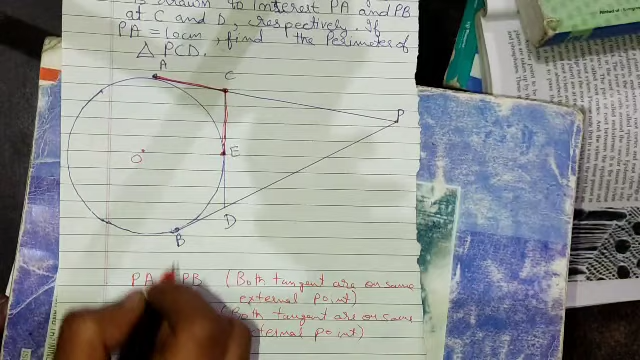 is drawn to interest PA and PB
at C and D, respectively. If
PA = 10cm, find the Perimeter of
△ PCD.
A
C
P
E
O
D
B
PA = PB (Both tangent are on same
external point)
(Both tangent are on same
external point)